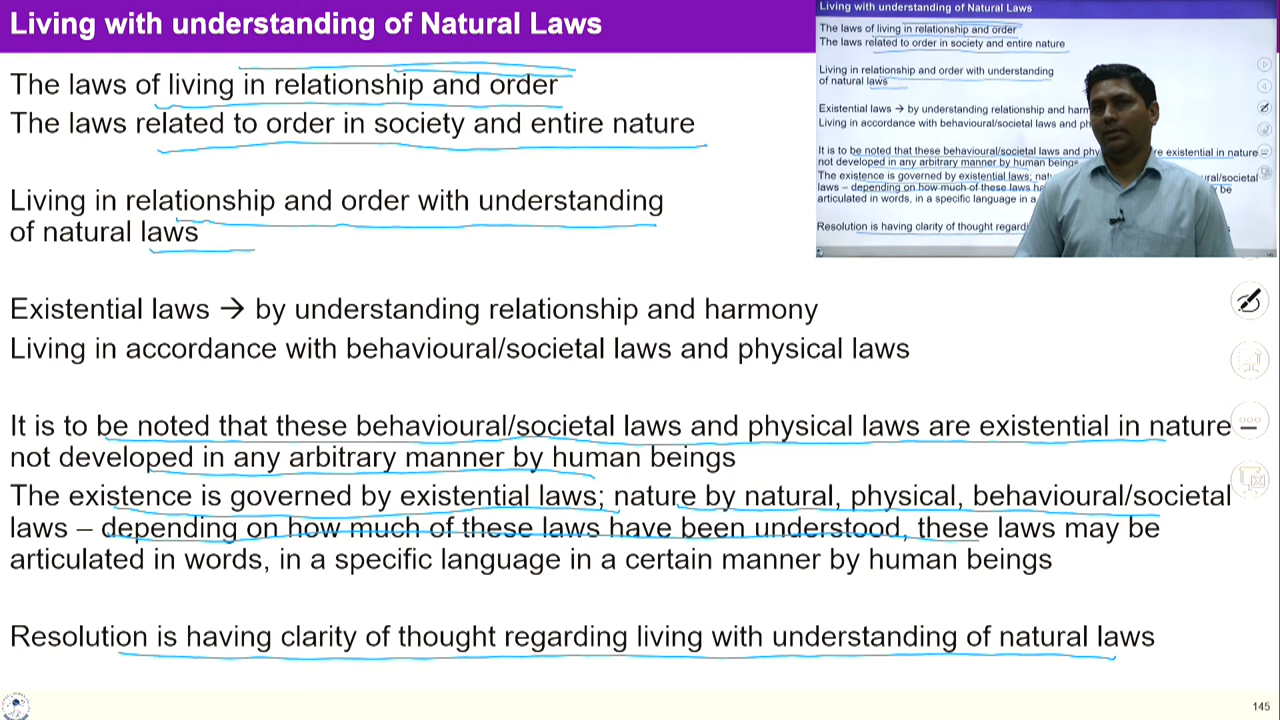 Living with understanding of Natural Laws
The laws of living in relationship and order
The laws related to order in society and entire nature
Living in relationship and order with understanding
of natural laws
Existential laws → by understanding relationship and harmony
Living in accordance with behavioural/societal laws and physical laws
It is to be noted that these behavioural/societal laws and physical laws are existential in nature
not developed in any arbitrary manner by human beings
The existence is governed by existential laws; nature by natural, physical, behavioural/societal
laws – depending on how much of these laws have been understood, these laws may be
articulated in words, in a specific language in a certain manner by human beings
Resolution is having clarity of thought regarding living with understanding of natural laws
145
Living with understanding of Natural Laws
The laws of living in relationship and order
The laws related to order in society and entire nature
Living in relationship and order with understanding
of natural laws
Existential laws → by understanding relationship and harm
Living in accordance with behavioural/societal laws and ph
It is to be noted that these behavioural/societal laws and phy re existential in nature
not developed in any arbitrary manner by human beings
The existence is governed by existential laws; nat ural/societal
laws – depending on how much of these laws ha y be
articulated in words, in a specific language in a
Resolution is having clarity of thought regardi